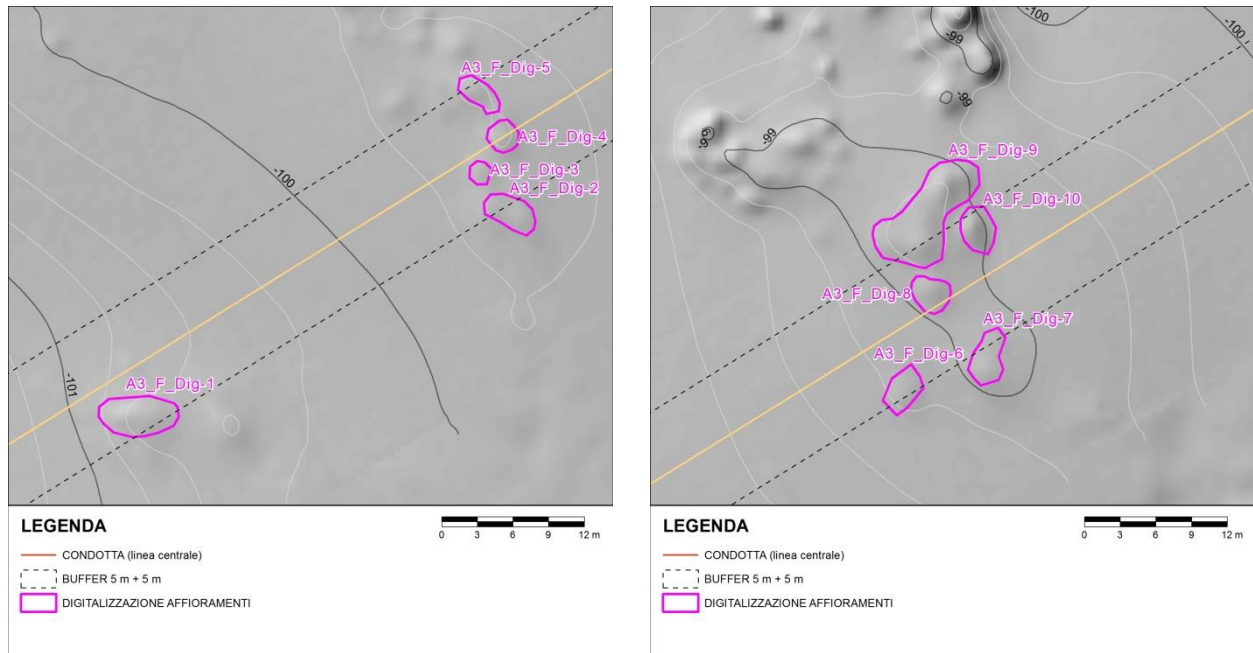 A3_F_Dig-5
A3_F_Dig-4
A3_F_Dig-3
A3_F_Dig-2
-100
-101
A3_F_Dig-1
LEGENDA
0 3 6 9 12 m
CONDOTTA (linea centrale)
BUFFER 5 m + 5 m
DIGITALIZZAZIONE AFFIORAMENTI
-100
-100
-99
-99
-99
A3_F_Dig-9
A3_F_Dig-10
A3_F_Dig-8
A3_F_Dig-7
A3_F_Dig-6
LEGENDA
0 3 6 9 12 m
CONDOTTA (linea centrale)
BUFFER 5 m + 5 m
DIGITALIZZAZIONE AFFIORAMENTI